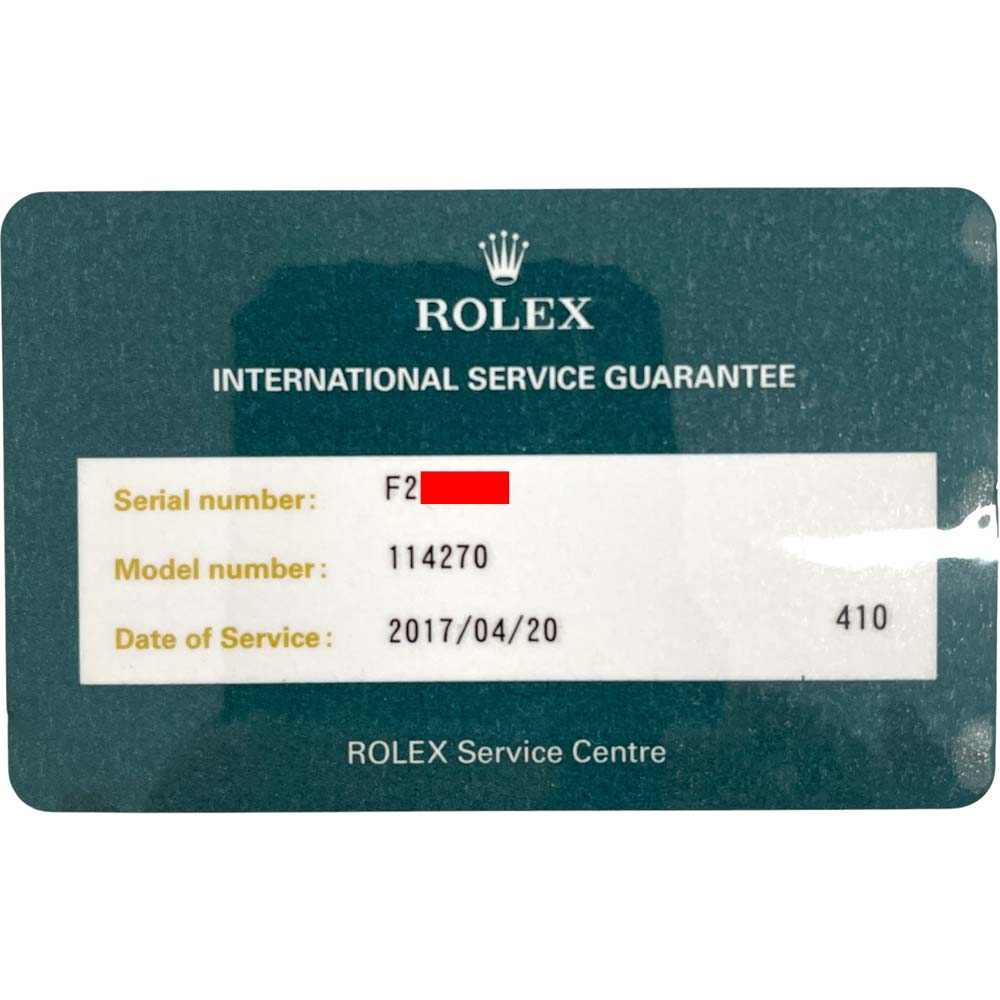 ROLEX
INTERNATIONAL SERVICE GUARANTEE
Serial number: F2
Model number: 114270
Date of Service: 2017/04/20 410
ROLEX Service Centre